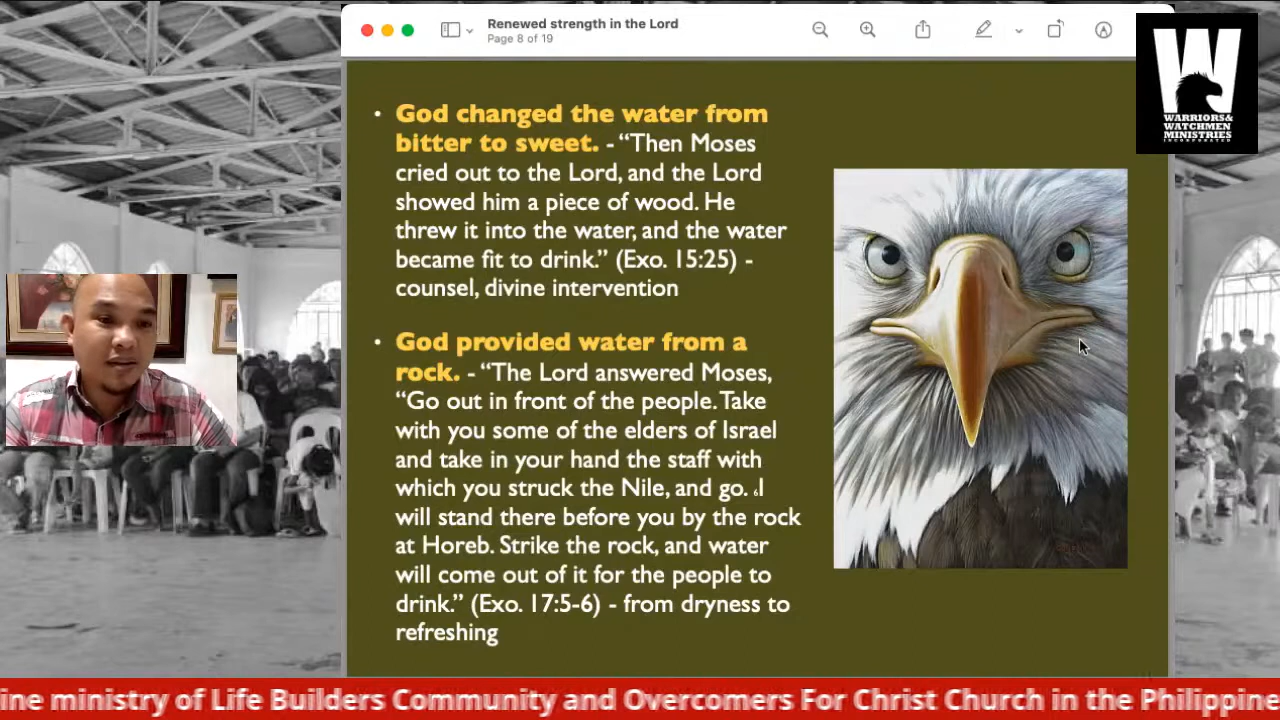 Renewed strength in the Lord
Page 8 of 19
W
WARRIORS&
WATCHMEN
MINISTRIES
INCORPORATED
• God changed the water from
bitter to sweet. - “Then Moses
cried out to the Lord, and the Lord
showed him a piece of wood. He
threw it into the water, and the water
became fit to drink.” (Exo. 15:25) -
counsel, divine intervention
• God provided water from a
rock. - “The Lord answered Moses,
“Go out in front of the people. Take
with you some of the elders of Israel
and take in your hand the staff with
which you struck the Nile, and go. 6I
will stand there before you by the rock
at Horeb. Strike the rock, and water
will come out of it for the people to
drink.” (Exo. 17:5-6) - from dryness to
refreshing
ine ministry of Life Builders Community and Overcomers For Christ Church in the Philippine